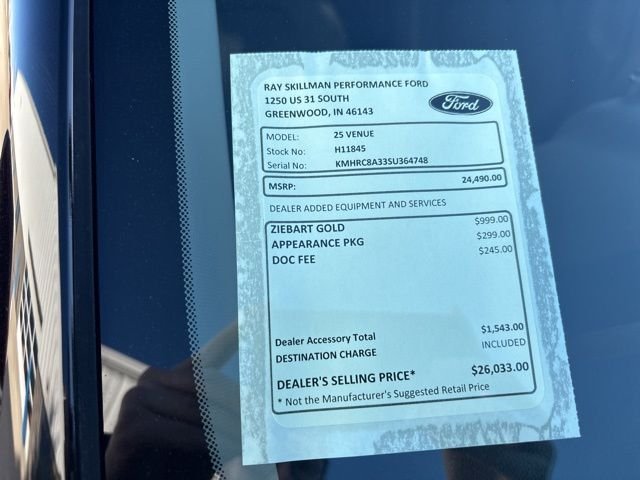 RAY SKILLMAN PERFORMANCE FORD
1250 US 31 SOUTH
GREENWOOD, IN 46143
Ford
MODEL: 25 VENUE
Stock No: H11845
Serial No: KMHRC8A33SU364748
MSRP: 24,490.00
DEALER ADDED EQUIPMENT AND SERVICES
ZIEBART GOLD $999.00
APPEARANCE PKG $299.00
DOC FEE $245.00
Dealer Accessory Total $1,543.00
DESTINATION CHARGE INCLUDED
DEALER'S SELLING PRICE* $26,033.00
* Not the Manufacturer's Suggested Retail Price